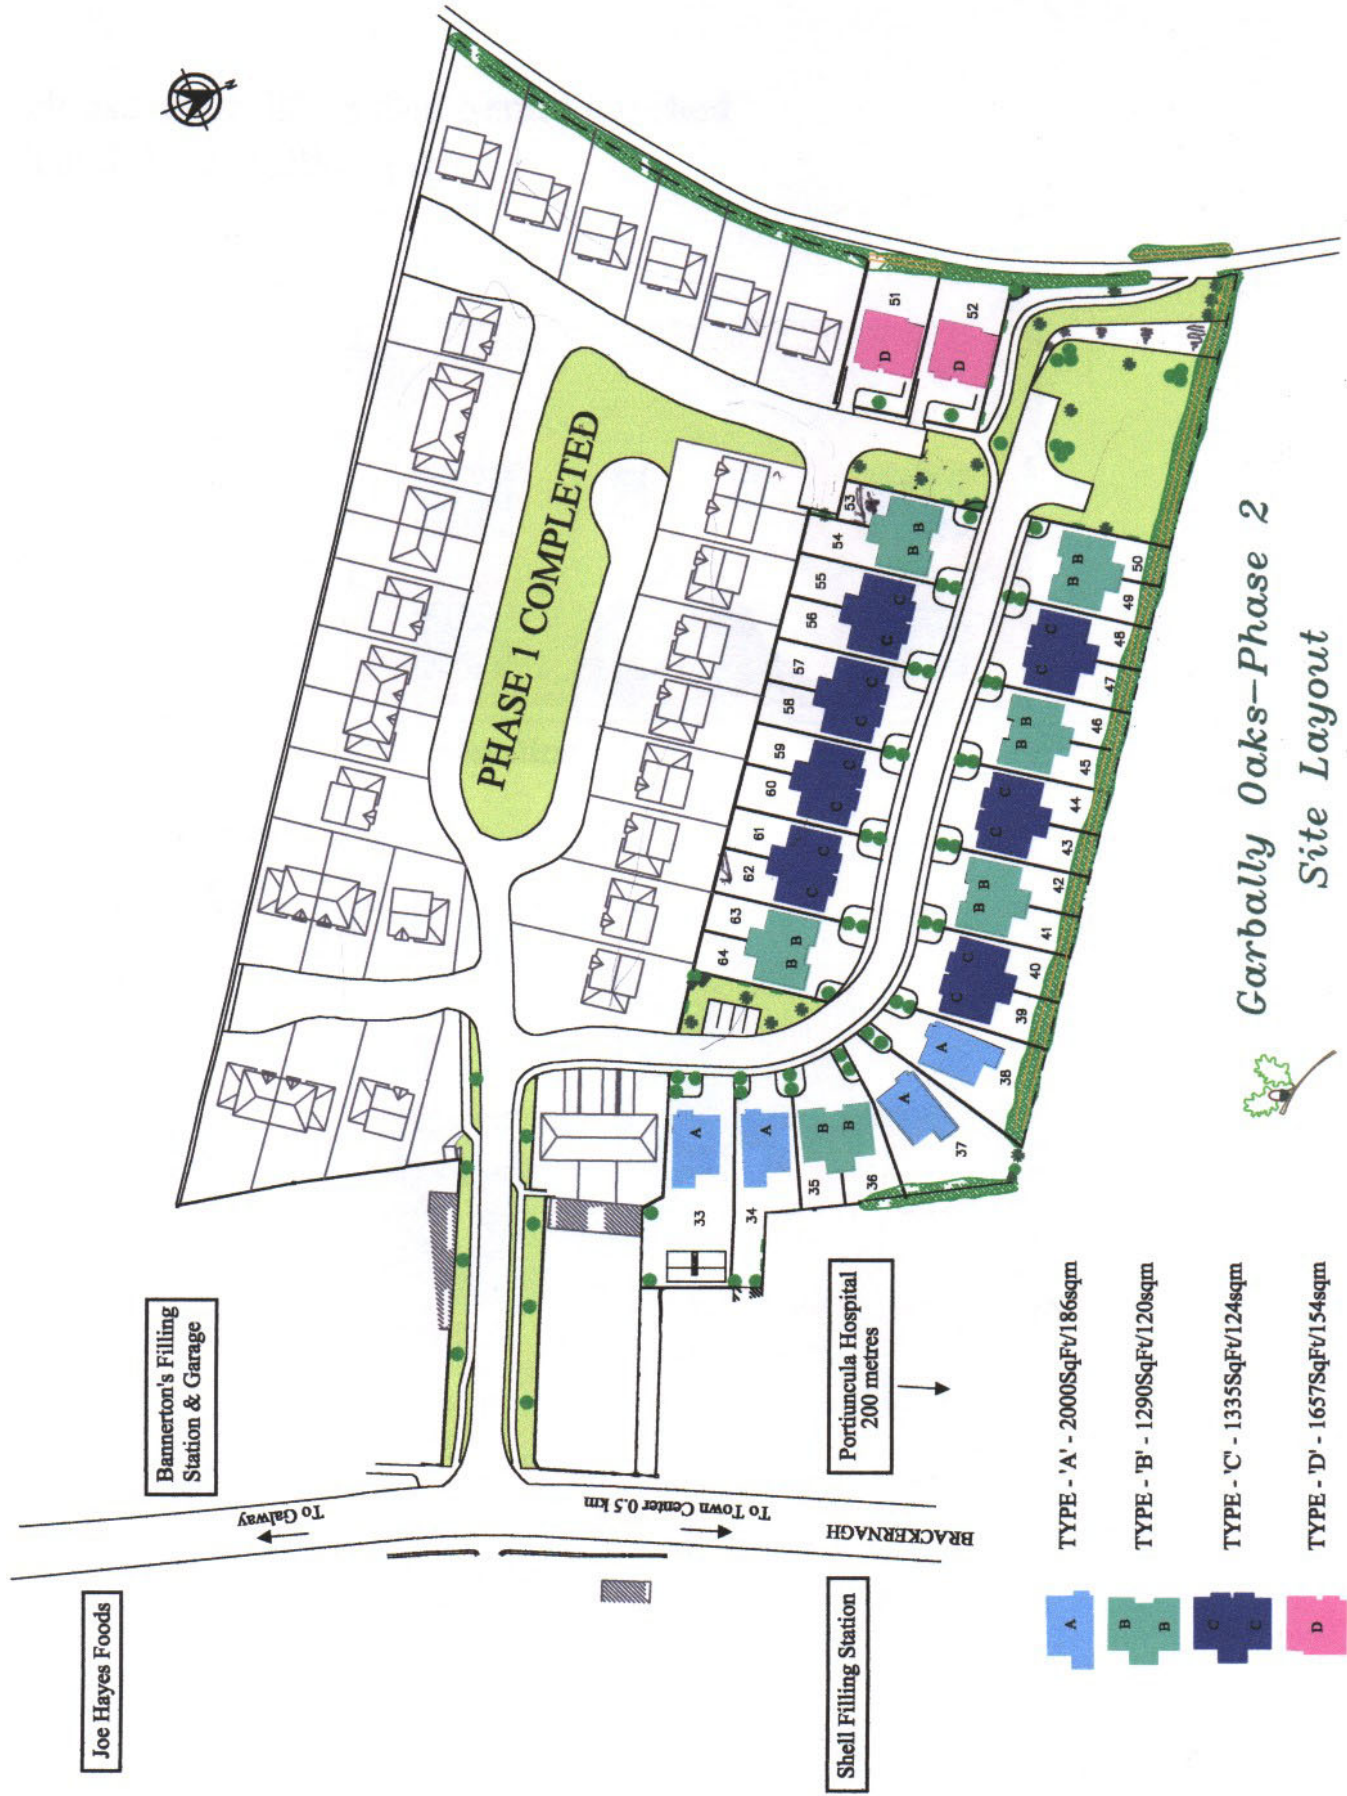 Garbally Oaks-Phase 2
Site Layout
PHASE 1 COMPLETED
N
Joe Hayes Foods
Bannerton's Filling
Station & Garage
To Galway
To Town Center 0.5 km
BRACKERNAGH
Shell Filling Station
Portiuncula Hospital
200 metres
33
34
35
36
37
38
39
40
41
42
43
44
45
46
47
48
49
50
51
52
53
54
55
56
57
58
59
60
61
62
63
64
A
A
B
B
A
A
C
C
B
B
C
C
B
B
C
C
B
B
D
D
B
B
C
C
C
C
C
C
C
C
B
B
A
TYPE - 'A' - 2000SqFt/186sqm
B
B
TYPE - 'B' - 1290SqFt/120sqm
C
C
TYPE - 'C' - 1335SqFt/124sqm
D
TYPE - 'D' - 1657SqFt/154sqm